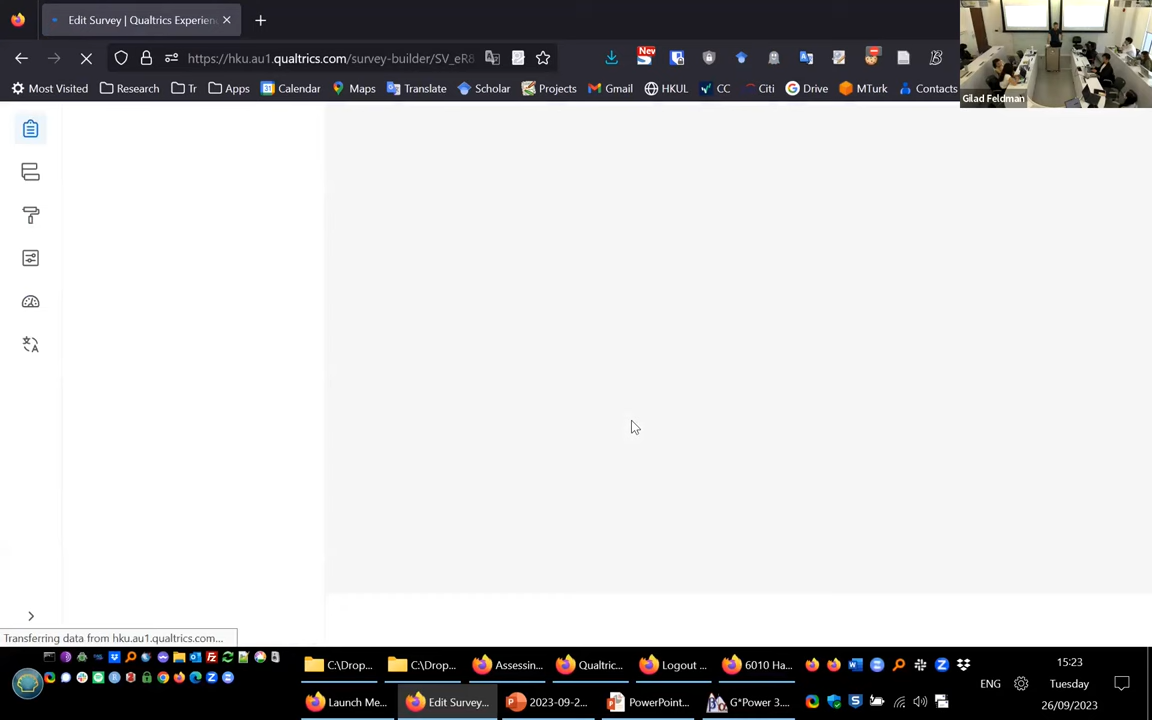 Edit Survey | Qualtrics Experien
https://hku.au1.qualtrics.com/survey-builder/SV_eR8
New
Most Visited
Research
Tr
Apps
Calendar
Maps
Translate
Scholar
Projects
Gmail
HKUL
CC
Citi
Drive
MTurk
Contacts
Gilad Feldman
Transferring data from hku.au1.qualtrics.com...
C:\Drop...
C:\Drop...
Assessin...
Qualtric...
Logout ...
6010 Ha...
15:23
ENG
Tuesday
Launch Me...
Edit Survey...
2023-09-2...
PowerPoint...
G*Power 3....
26/09/2023